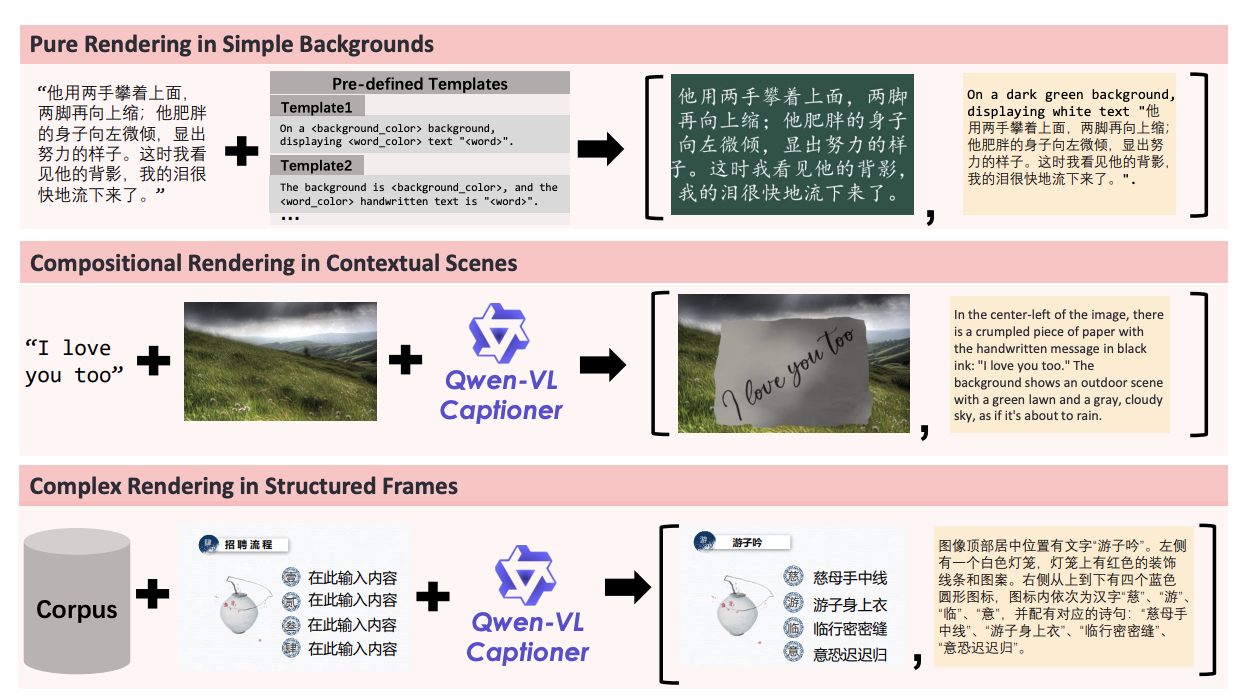 Pure Rendering in Simple Backgrounds
“他用两手攀着上面，
两脚再向上缩；他肥胖
的身子向左微倾，显出
努力的样子。这时我看
见他的背影，我的泪很
快地流下来了。”
Pre-defined Templates
Template1
On a <background_color> background,
displaying <word_color> text "<word>".
Template2
The background is <background_color>, and the
<word_color> handwritten text is "<word>".
...
他用两手攀着上面，两脚
再向上缩；他肥胖的身子
向左微倾，显出努力的样
子。这时我看见他的背影，
我的泪很快地流下来了。
,
On a dark green background,
displaying white text "他
用两手攀着上面，两脚再向上缩；
他肥胖的身子向左微倾，显出努
力的样子。这时我看见他的背影，
我的泪很快地流下来了。".
Compositional Rendering in Contextual Scenes
“I love
you too”
Qwen-VL
Captioner
I love you too
,
In the center-left of the image, there
is a crumpled piece of paper with
the handwritten message in black
ink: "I love you too." The
background shows an outdoor scene
with a green lawn and a gray, cloudy
sky, as if it's about to rain.
Complex Rendering in Structured Frames
Corpus
肆 招聘流程
壹 在此输入内容
贰 在此输入内容
叁 在此输入内容
肆 在此输入内容
Qwen-VL
Captioner
游 游子吟
慈 慈母手中线
游 游子身上衣
临 临行密密缝
意 意恐迟迟归
,
图像顶部居中位置有文字“游子吟”。左侧
有一个白色灯笼，灯笼上有红色的装饰
线条和图案。右侧从上到下有四个蓝色
圆形图标，图标内依次为汉字“慈”、“游”、
“临”、“意”，并配有对应的诗句：“慈母手
中线”、“游子身上衣”、“临行密密缝”、
“意恐迟迟归”。